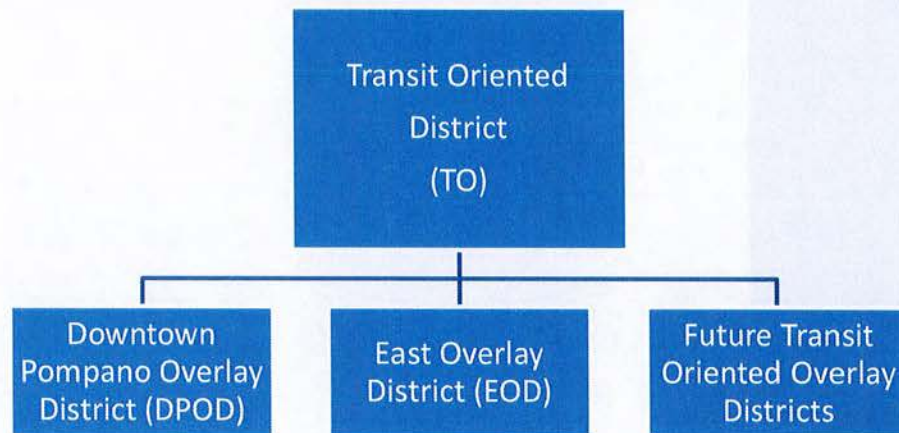 Transit Oriented
District
(TO)
Downtown
Pompano Overlay
District (DPOD)
East Overlay
District (EOD)
Future Transit
Oriented Overlay
Districts